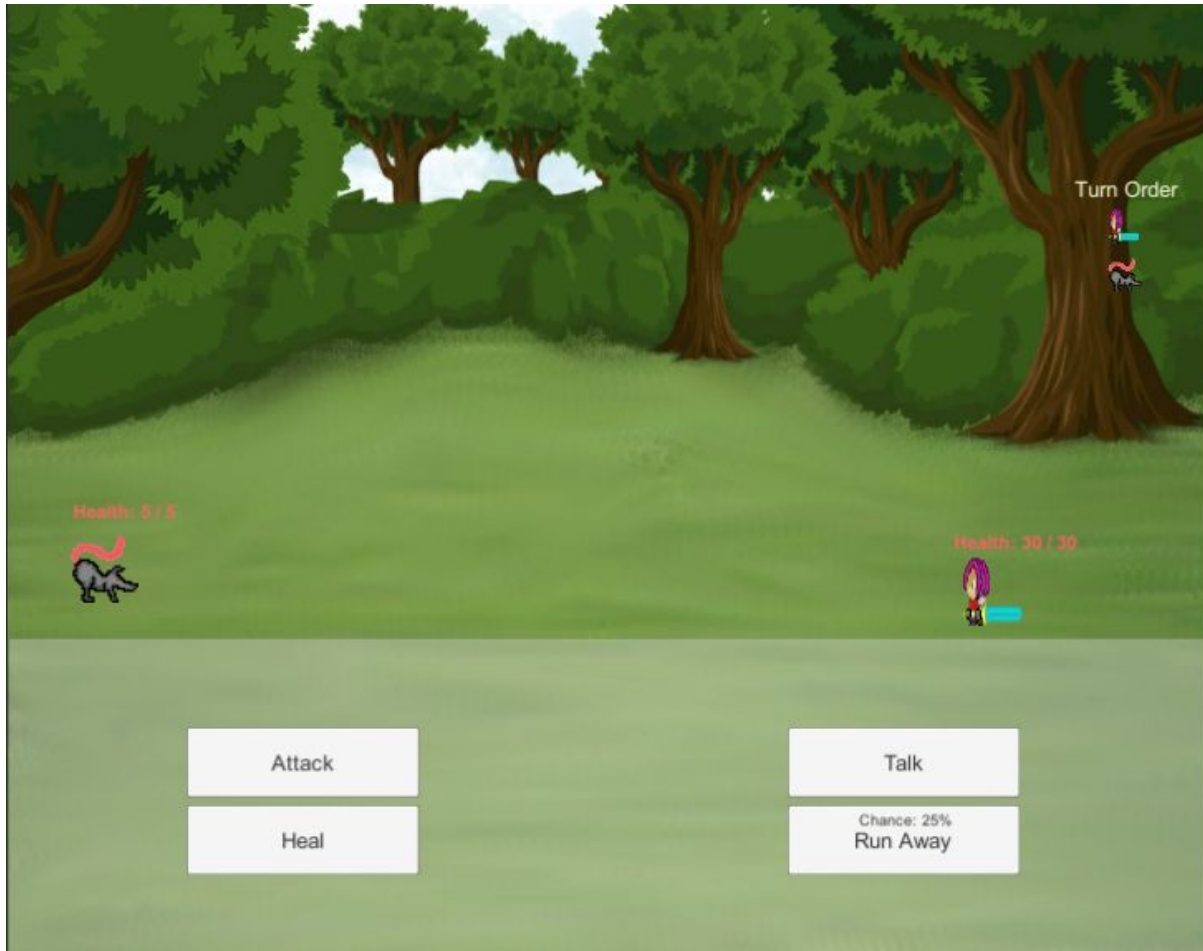 Turn Order
Health: 5 / 5
Health: 30 / 30
Attack
Talk
Heal
Chance: 25%
Run Away